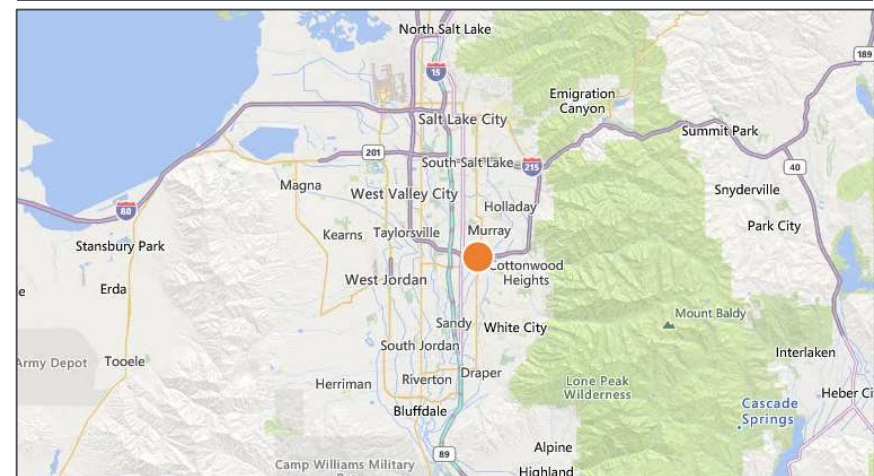 North Salt Lake
189
15
Emigration
Canyon
Salt Lake City
Summit Park
201
South Salt Lake
215
40
Magna
West Valley City
Snyderville
80
Holladay
Stansbury Park
Kearns
Taylorsville
Murray
Park City
Cottonwood
Heights
West Jordan
e
Erda
Mount Baldy
Sandy
White City
South Jordan
Interlaken
Army Depot
Tooele
Herriman
Riverton
Draper
Lone Peak
Wilderness
Heber Ci
Bluffdale
Cascade
Springs
89
Alpine
Camp Williams Military
Highland